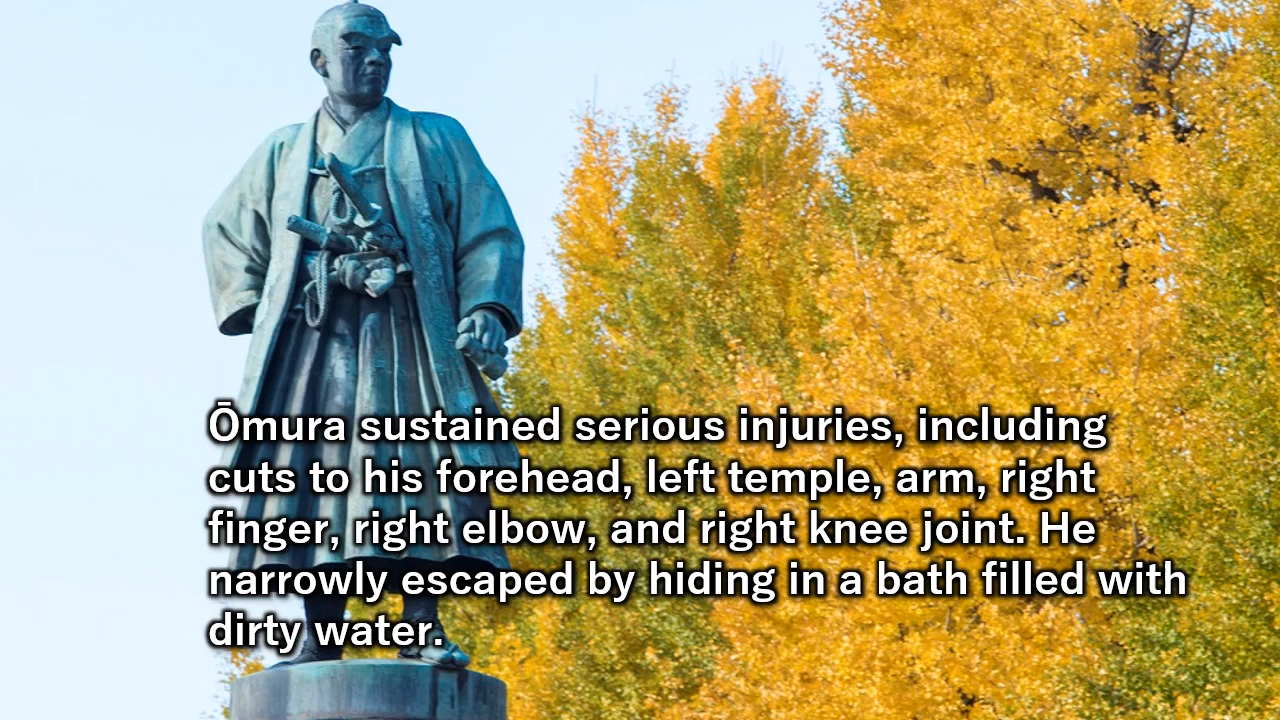 Ōmura sustained serious injuries, including
cuts to his forehead, left temple, arm, right
finger, right elbow, and right knee joint. He
narrowly escaped by hiding in a bath filled with
dirty water.